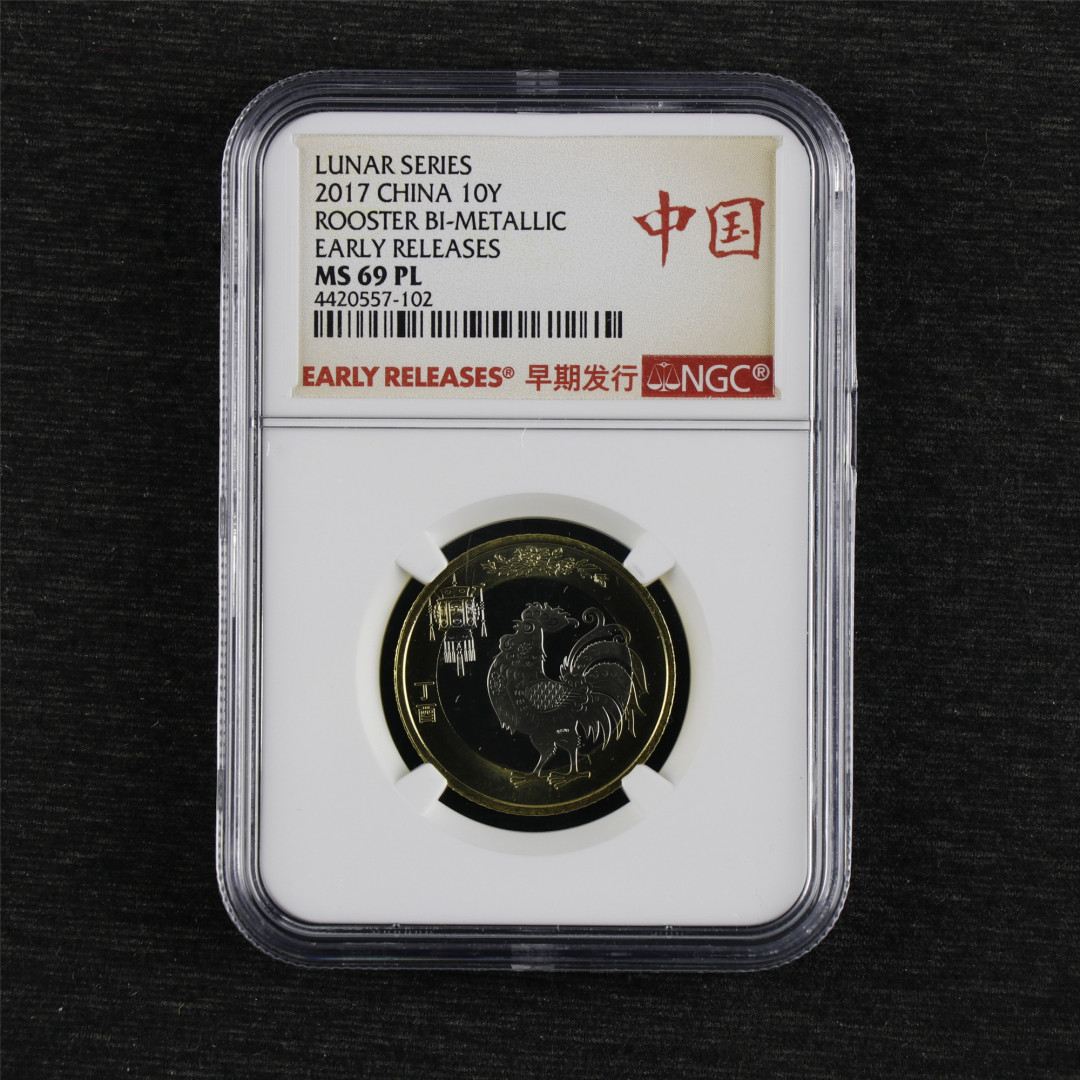 LUNAR SERIES
2017 CHINA 10Y
ROOSTER BI-METALLIC
EARLY RELEASES
MS 69 PL
4420557-102
中国
EARLY RELEASES® 早期发行 NGC®
丁酉